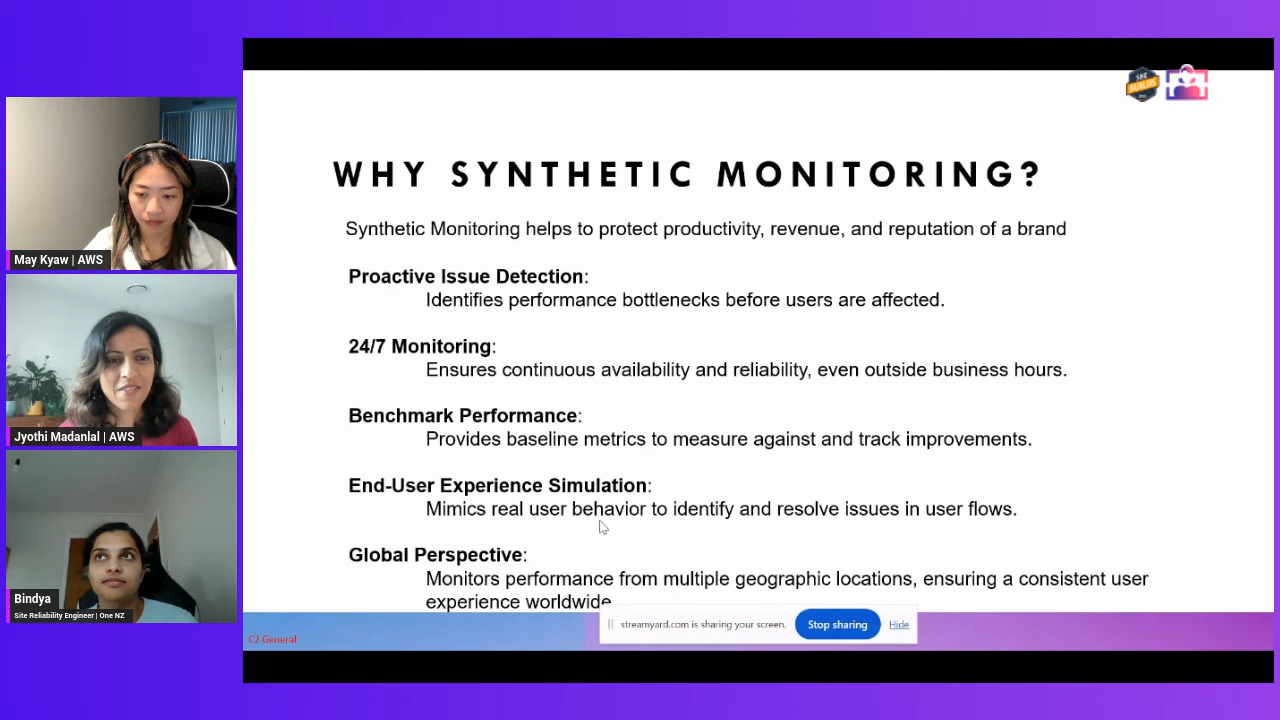 May Kyaw | AWS
Jyothi Madanlal | AWS
Bindya
Site Reliability Engineer | One NZ
SHE
BUILDS
WHY SYNTHETIC MONITORING?
Synthetic Monitoring helps to protect productivity, revenue, and reputation of a brand
Proactive Issue Detection:
Identifies performance bottlenecks before users are affected.
24/7 Monitoring:
Ensures continuous availability and reliability, even outside business hours.
Benchmark Performance:
Provides baseline metrics to measure against and track improvements.
End-User Experience Simulation:
Mimics real user behavior to identify and resolve issues in user flows.
Global Perspective:
Monitors performance from multiple geographic locations, ensuring a consistent user
experience worldwide.
C2 General
streamyard.com is sharing your screen.
Stop sharing
Hide